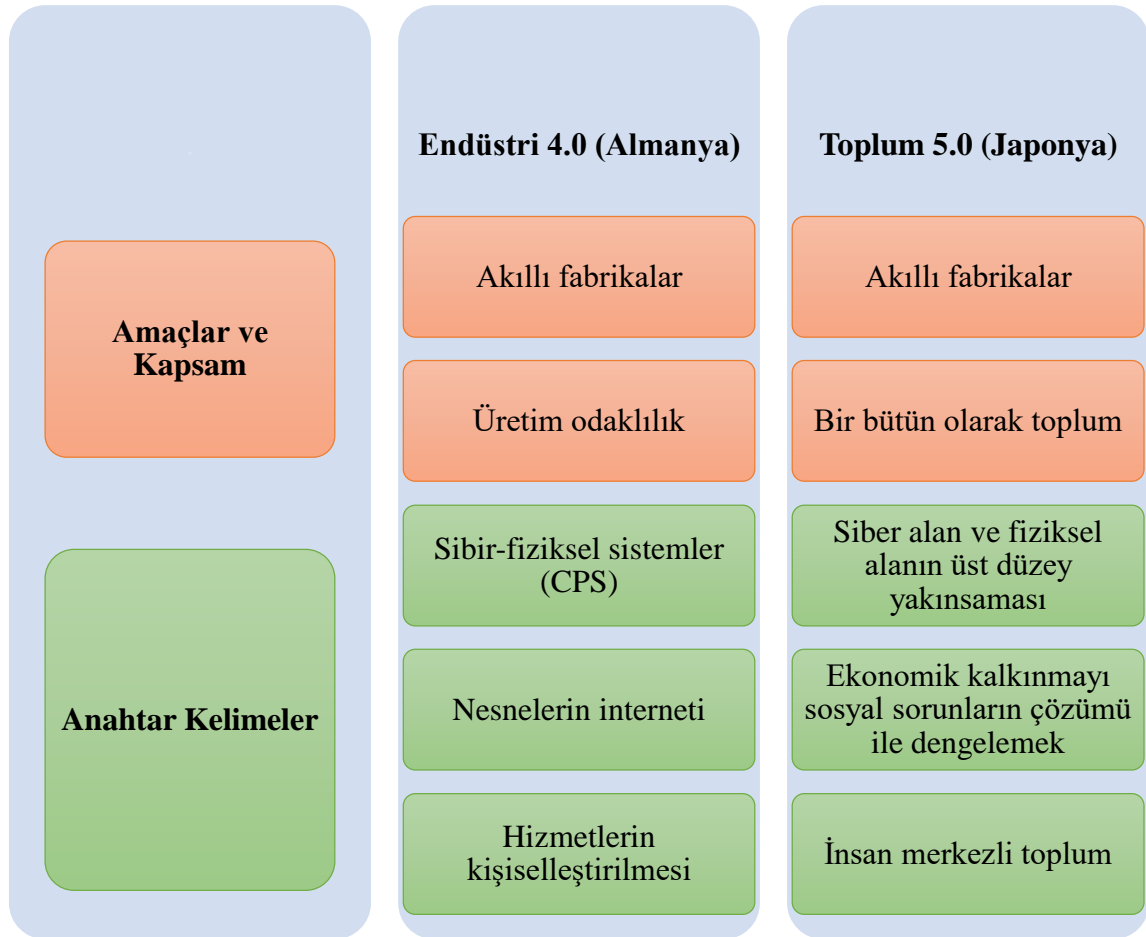 Endüstri 4.0 (Almanya)
Toplum 5.0 (Japonya)
Amaçlar ve
Kapsam
Akıllı fabrikalar
Akıllı fabrikalar
Üretim odaklılık
Bir bütün olarak toplum
Anahtar Kelimeler
Sibir-fiziksel sistemler
(CPS)
Siber alan ve fiziksel
alanın üst düzey
yakınsaması
Nesnelerin interneti
Ekonomik kalkınmayı
sosyal sorunların çözümü
ile dengelemek
Hizmetlerin
kişiselleştirilmesi
İnsan merkezli toplum